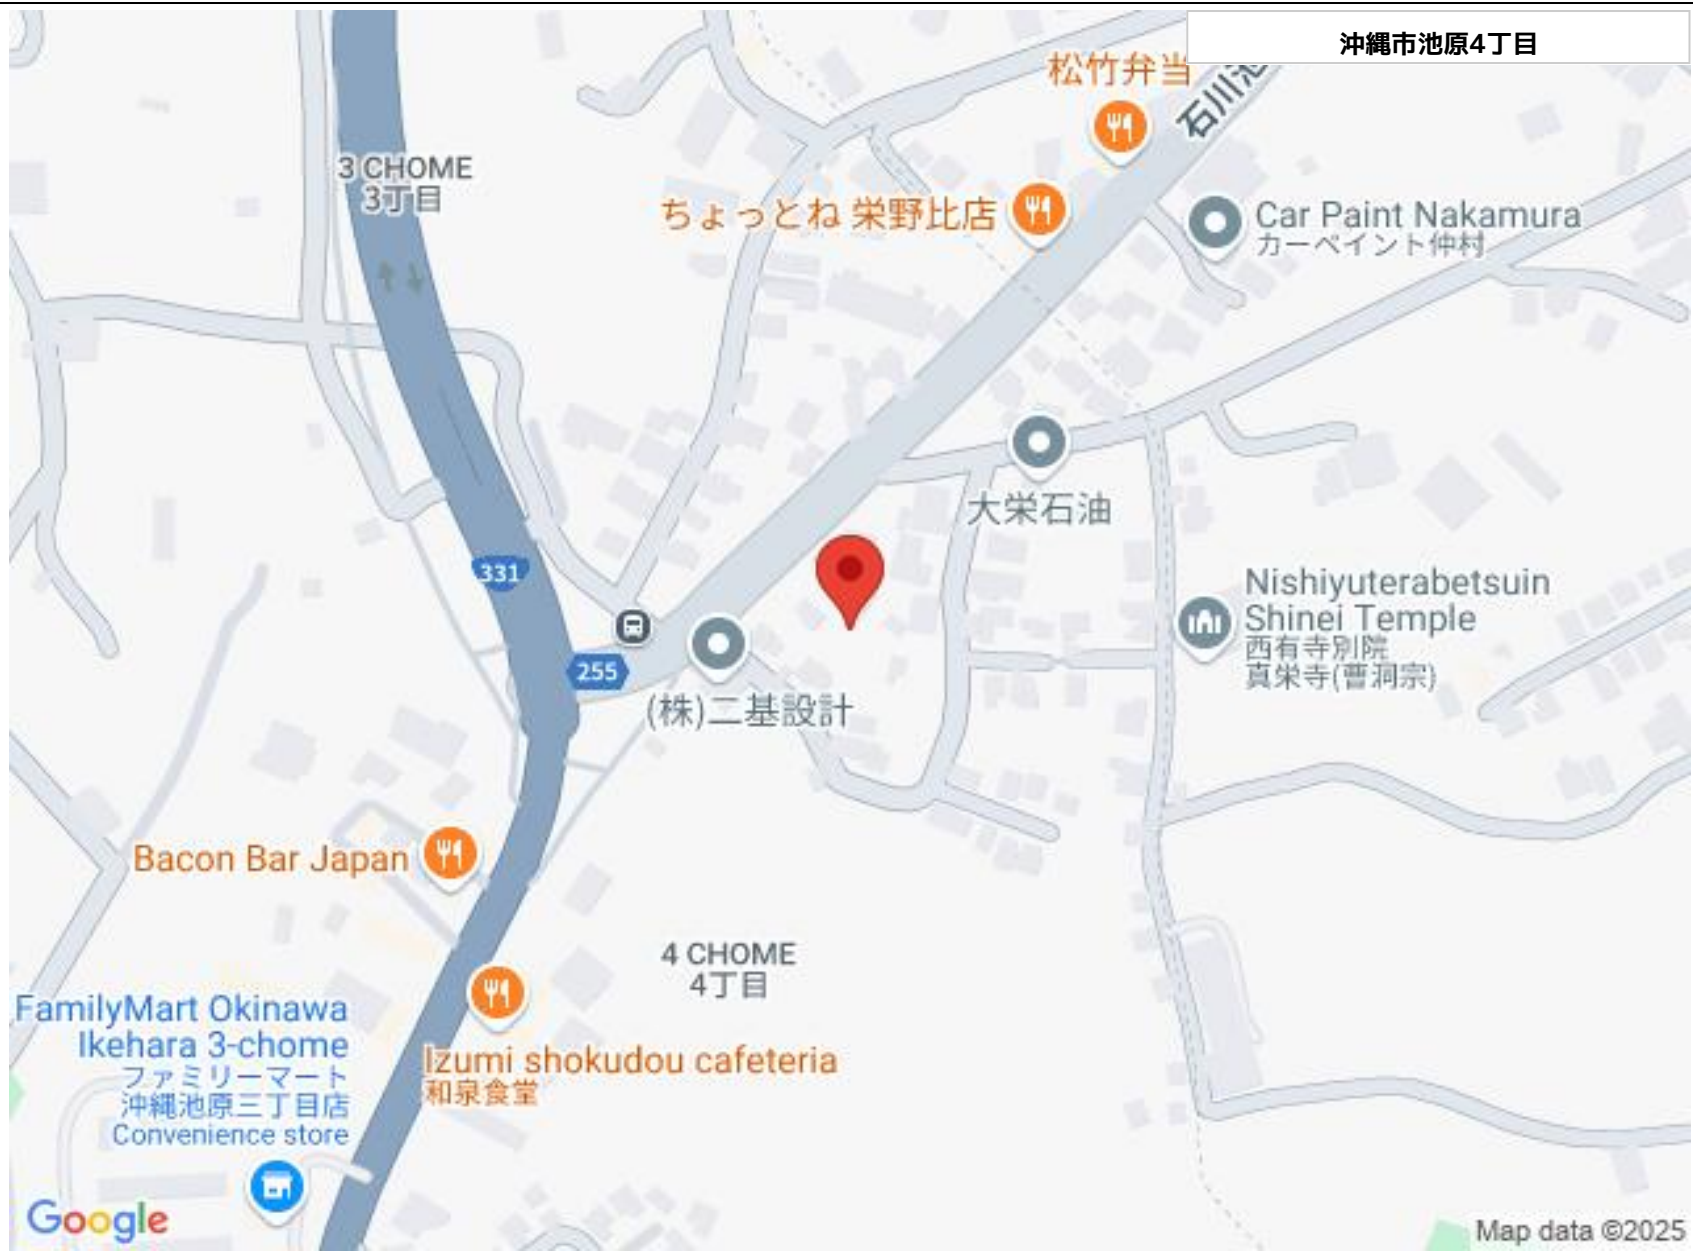 沖縄市池原4丁目
松竹弁当
石川池
3 CHOME
3丁目
ちょっとね 栄野比店
Car Paint Nakamura
カーペイント仲村
大栄石油
331
Nishiyuterabetsuin
Shinei Temple
西有寺別院
真栄寺(曹洞宗)
255
(株)二基設計
Bacon Bar Japan
4 CHOME
4丁目
FamilyMart Okinawa
Ikehara 3-chome
ファミリーマート
沖縄池原三丁目店
Convenience store
Izumi shokudou cafeteria
和泉食堂
Google
Map data ©2025